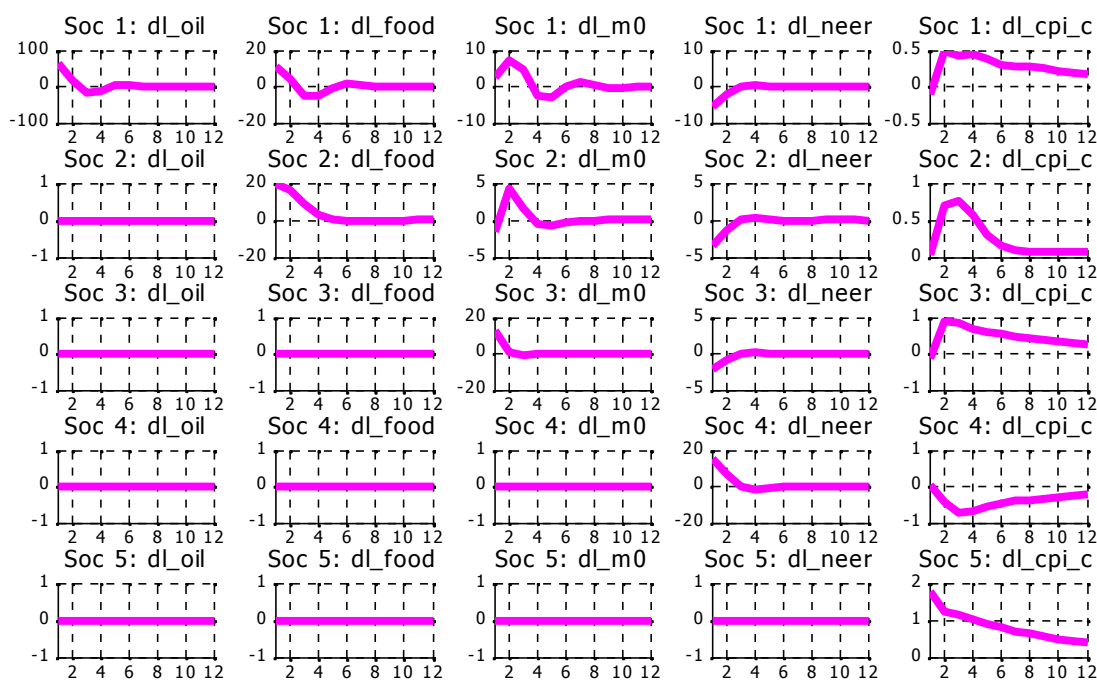 Soc 1: dl_oil Soc 1: dl_food Soc 1: dl_m0 Soc 1: dl_neer Soc 1: dl_cpi_c
100 20 10 10 0.5
0 0 0 0 0
-100 -20 -10 -10 -0.5
2 4 6 8 10 12 2 4 6 8 10 12 2 4 6 8 10 12 2 4 6 8 10 12 2 4 6 8 10 12
Soc 2: dl_oil Soc 2: dl_food Soc 2: dl_m0 Soc 2: dl_neer Soc 2: dl_cpi_c
1 20 5 5 1
0 0 0 0 0.5
-1 -20 -5 -5 0
2 4 6 8 10 12 2 4 6 8 10 12 2 4 6 8 10 12 2 4 6 8 10 12 2 4 6 8 10 12
Soc 3: dl_oil Soc 3: dl_food Soc 3: dl_m0 Soc 3: dl_neer Soc 3: dl_cpi_c
1 1 20 5 1
0 0 0 0 0
-1 -1 -20 -5 -1
2 4 6 8 10 12 2 4 6 8 10 12 2 4 6 8 10 12 2 4 6 8 10 12 2 4 6 8 10 12
Soc 4: dl_oil Soc 4: dl_food Soc 4: dl_m0 Soc 4: dl_neer Soc 4: dl_cpi_c
1 1 1 20 1
0 0 0 0 0
-1 -1 -1 -20 -1
2 4 6 8 10 12 2 4 6 8 10 12 2 4 6 8 10 12 2 4 6 8 10 12 2 4 6 8 10 12
Soc 5: dl_oil Soc 5: dl_food Soc 5: dl_m0 Soc 5: dl_neer Soc 5: dl_cpi_c
1 1 1 1 2
0 0 0 0 1
-1 -1 -1 -1 0
2 4 6 8 10 12 2 4 6 8 10 12 2 4 6 8 10 12 2 4 6 8 10 12 2 4 6 8 10 12